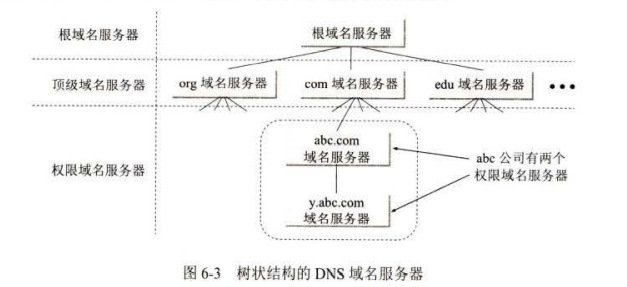 根域名服务器
根域名服务器
顶级域名服务器
org 域名服务器
com 域名服务器
edu 域名服务器
•••
权限域名服务器
abc.com
域名服务器
y.abc.com
域名服务器
abc 公司有两个
权限域名服务器
图 6-3 树状结构的 DNS 域名服务器